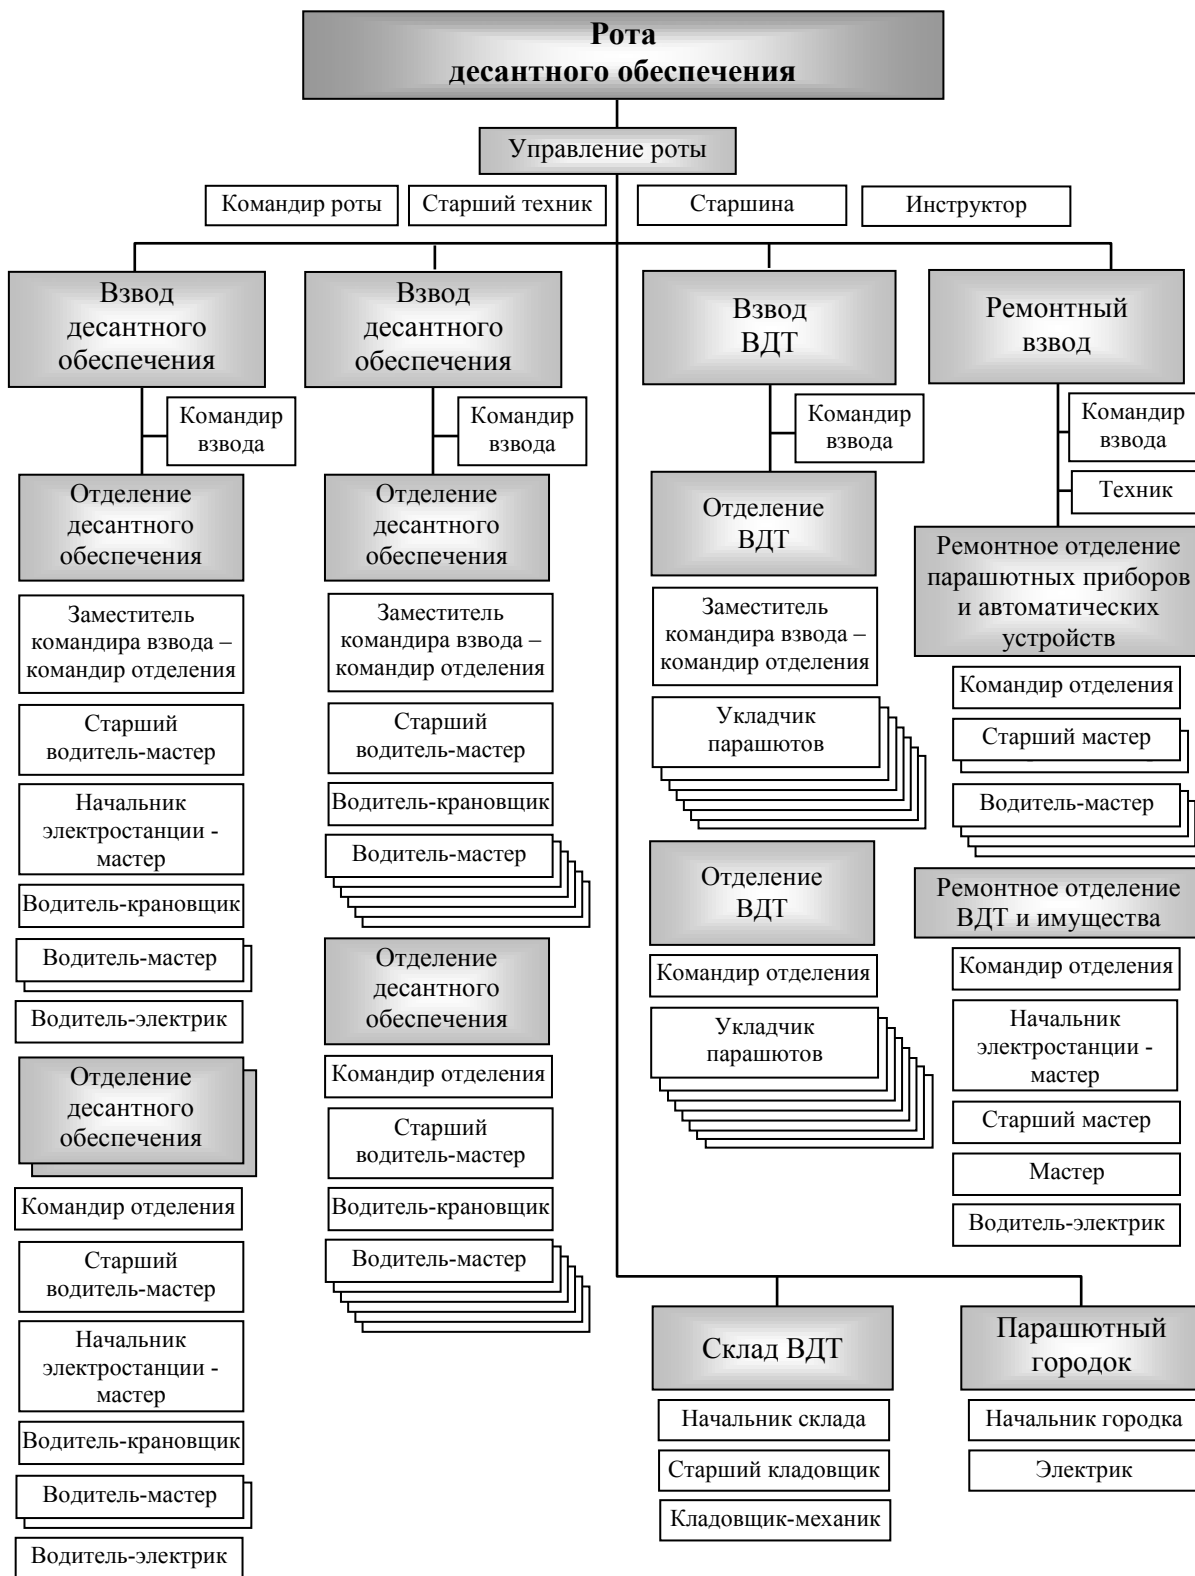 Рота
десантного обеспечения
Управление роты
Командир роты
Старший техник
Старшина
Инструктор
Взвод
десантного
обеспечения
Командир
взвода
Отделение
десантного
обеспечения
Заместитель
командира взвода –
командир отделения
Старший
водитель-мастер
Начальник
электростанции -
мастер
Водитель-крановщик
Водитель-мастер
Водитель-электрик
Отделение
десантного
обеспечения
Командир отделения
Старший
водитель-мастер
Начальник
электростанции -
мастер
Водитель-крановщик
Водитель-мастер
Водитель-электрик
Взвод
десантного
обеспечения
Командир
взвода
Отделение
десантного
обеспечения
Заместитель
командира взвода –
командир отделения
Старший
водитель-мастер
Водитель-крановщик
Водитель-мастер
Отделение
десантного
обеспечения
Командир отделения
Старший
водитель-мастер
Водитель-крановщик
Водитель-мастер
Взвод
ВДТ
Командир
взвода
Отделение
ВДТ
Заместитель
командира взвода –
командир отделения
Укладчик
парашютов
Отделение
ВДТ
Командир отделения
Укладчик
парашютов
Ремонтный
взвод
Командир
взвода
Техник
Ремонтное отделение
парашютных приборов
и автоматических
устройств
Командир отделения
Старший мастер
Водитель-мастер
Ремонтное отделение
ВДТ и имущества
Командир отделения
Начальник
электростанции -
мастер
Старший мастер
Мастер
Водитель-электрик
Склад ВДТ
Начальник склада
Старший кладовщик
Кладовщик-механик
Парашютный
городок
Начальник городка
Электрик